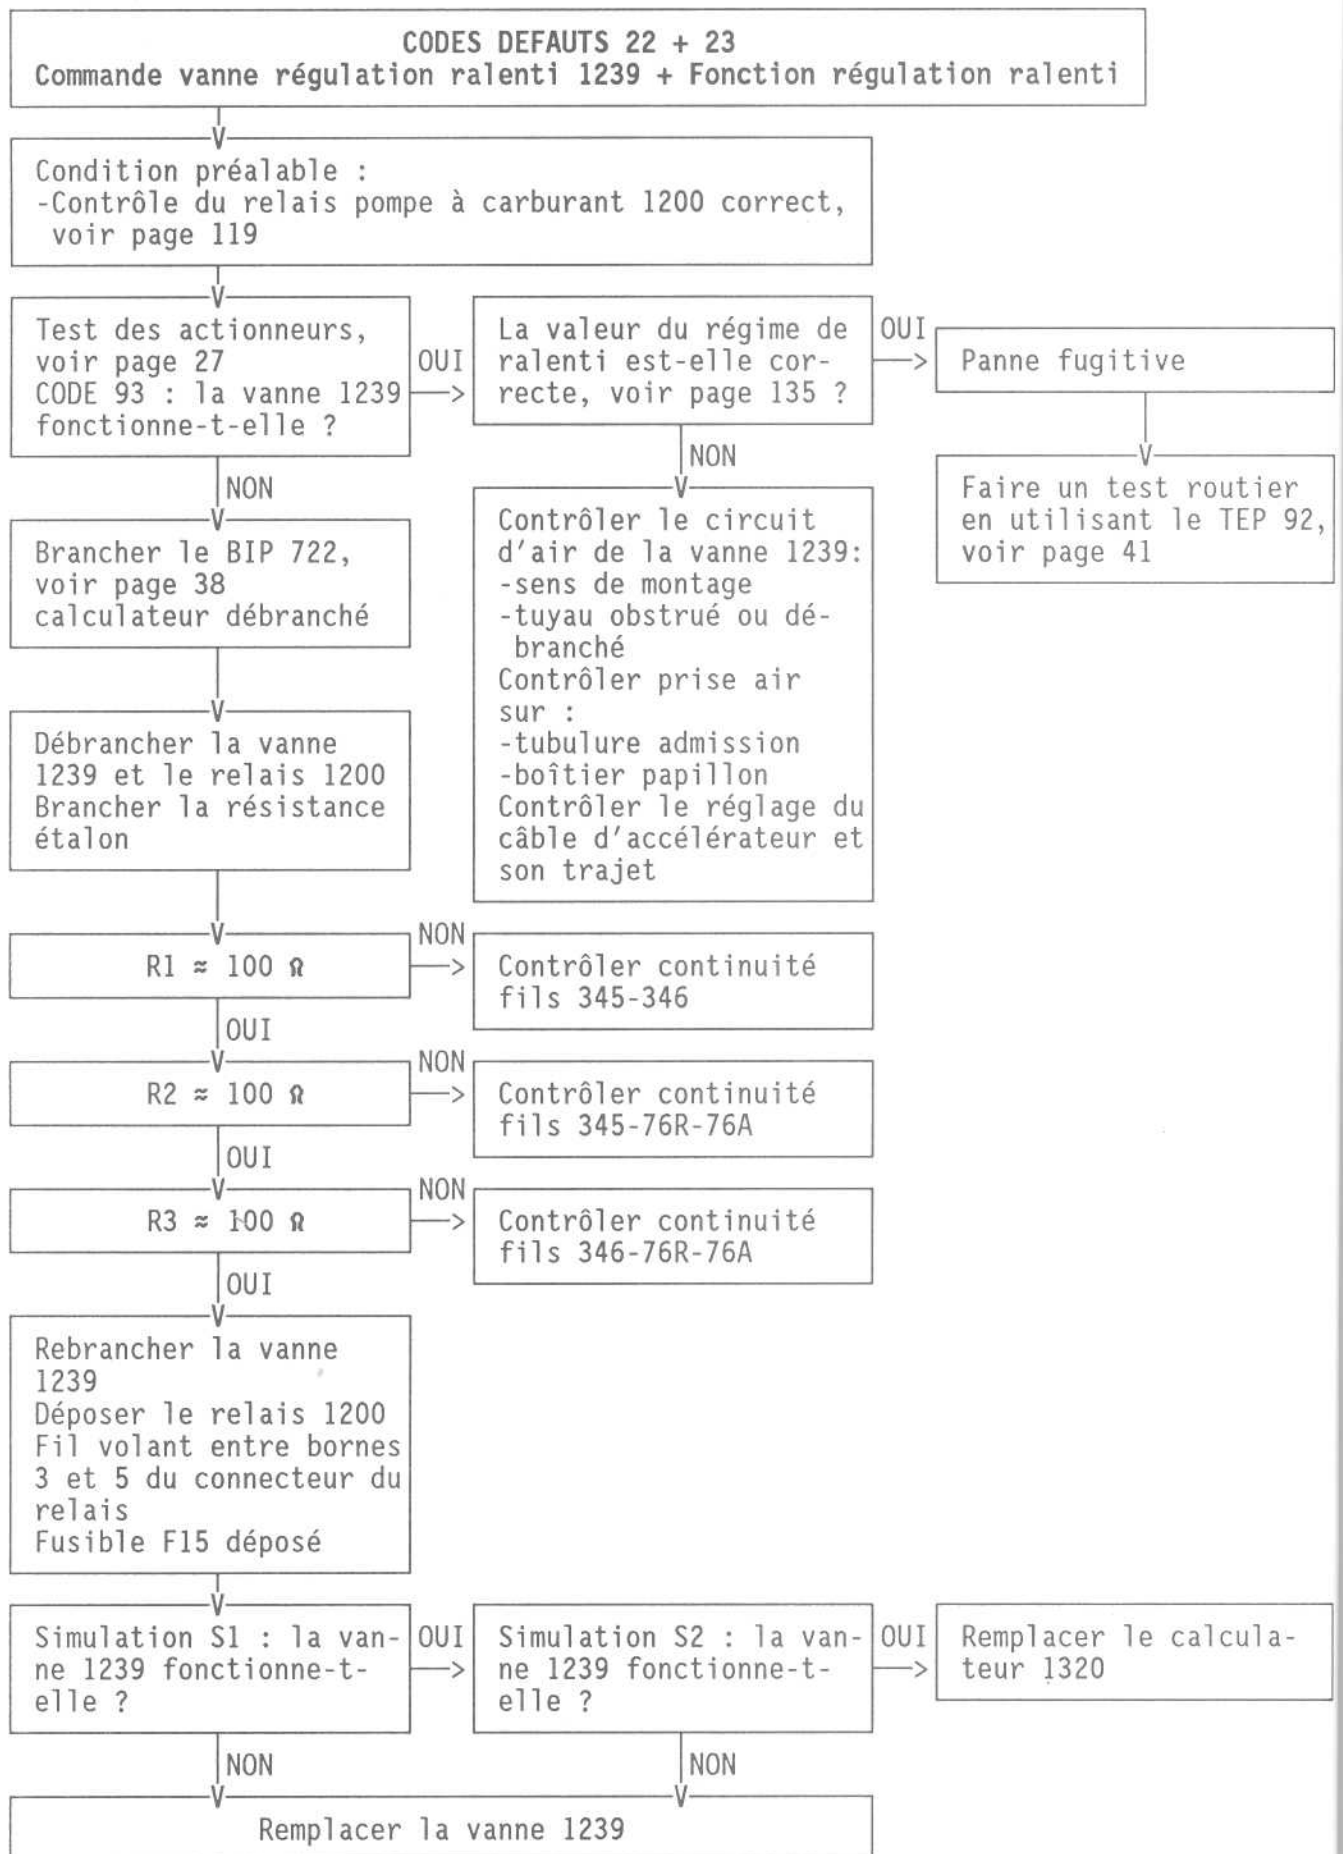 CODES DEFAUTS 22 + 23
Commande vanne régulation ralenti 1239 + Fonction régulation ralenti
V
Condition préalable :
-Contrôle du relais pompe à carburant 1200 correct,
voir page 119
V
Test des actionneurs,
voir page 27
CODE 93 : la vanne 1239
fonctionne-t-elle ?
OUI
—>
La valeur du régime de
ralenti est-elle cor-
recte, voir page 135 ?
OUI
—>
Panne fugitive
V
Faire un test routier
en utilisant le TEP 92,
voir page 41
NON
V
Contrôler le circuit
d'air de la vanne 1239:
-sens de montage
-tuyau obstrué ou dé-
branché
Contrôler prise air
sur :
-tubulure admission
-boîtier papillon
Contrôler le réglage du
câble d'accélérateur et
son trajet
NON
V
Brancher le BIP 722,
voir page 38
calculateur débranché
V
Débrancher la vanne
1239 et le relais 1200
Brancher la résistance
étalon
V
R1 ≈ 100 Ω
NON
—>
Contrôler continuité
fils 345-346
OUI
V
R2 ≈ 100 Ω
NON
—>
Contrôler continuité
fils 345-76R-76A
OUI
V
R3 ≈ 100 Ω
NON
—>
Contrôler continuité
fils 346-76R-76A
OUI
V
Rebrancher la vanne
1239
Déposer le relais 1200
Fil volant entre bornes
3 et 5 du connecteur du
relais
Fusible F15 déposé
V
Simulation S1 : la van-
ne 1239 fonctionne-t-
elle ?
OUI
—>
Simulation S2 : la van-
ne 1239 fonctionne-t-
elle ?
OUI
—>
Remplacer le calcula-
teur 1320
NON
V
NON
V
Remplacer la vanne 1239